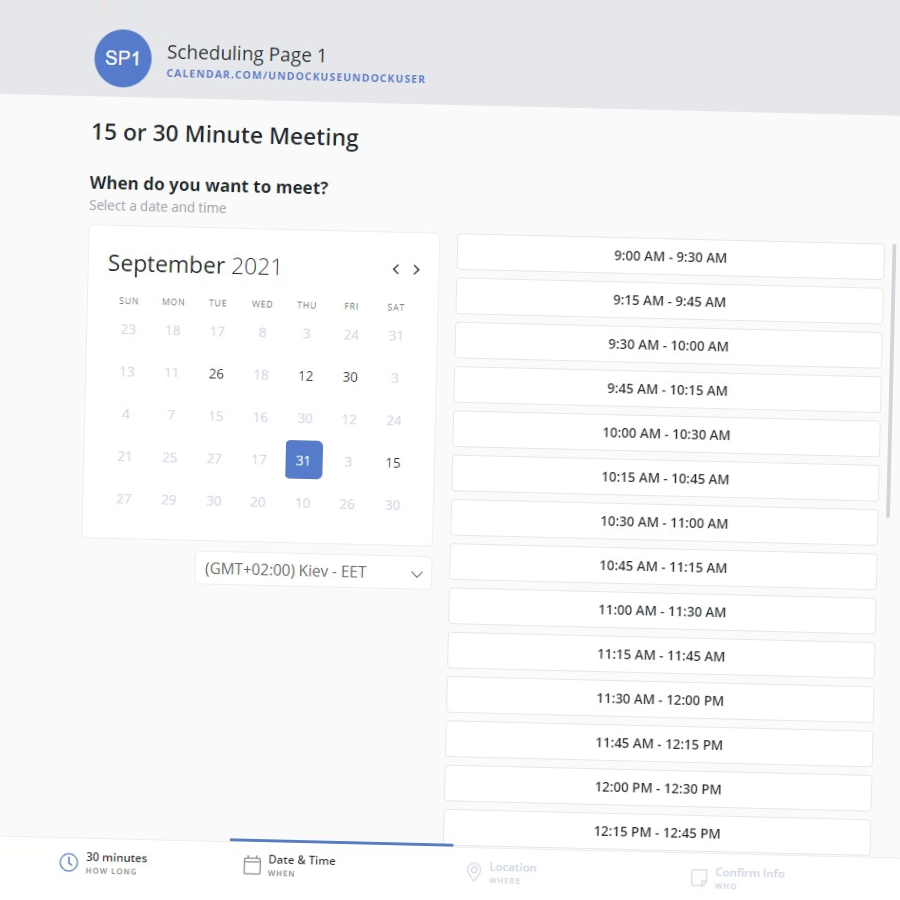 SP1
Scheduling Page 1
CALENDAR.COM/UNDOCKUSEUNDOCKUSER
15 or 30 Minute Meeting
When do you want to meet?
Select a date and time
September 2021
SUN MON TUE WED THU FRI SAT
23 18 17 8 3 24 31
13 11 26 18 12 30 3
4 7 15 16 30 12 24
21 25 27 17 31 3 15
27 29 30 20 10 26 30
(GMT+02:00) Kiev - EET
9:00 AM - 9:30 AM
9:15 AM - 9:45 AM
9:30 AM - 10:00 AM
9:45 AM - 10:15 AM
10:00 AM - 10:30 AM
10:15 AM - 10:45 AM
10:30 AM - 11:00 AM
10:45 AM - 11:15 AM
11:00 AM - 11:30 AM
11:15 AM - 11:45 AM
11:30 AM - 12:00 PM
11:45 AM - 12:15 PM
12:00 PM - 12:30 PM
12:15 PM - 12:45 PM
30 minutes
HOW LONG
Date & Time
WHEN
Location
WHERE
Confirm Info
WHO